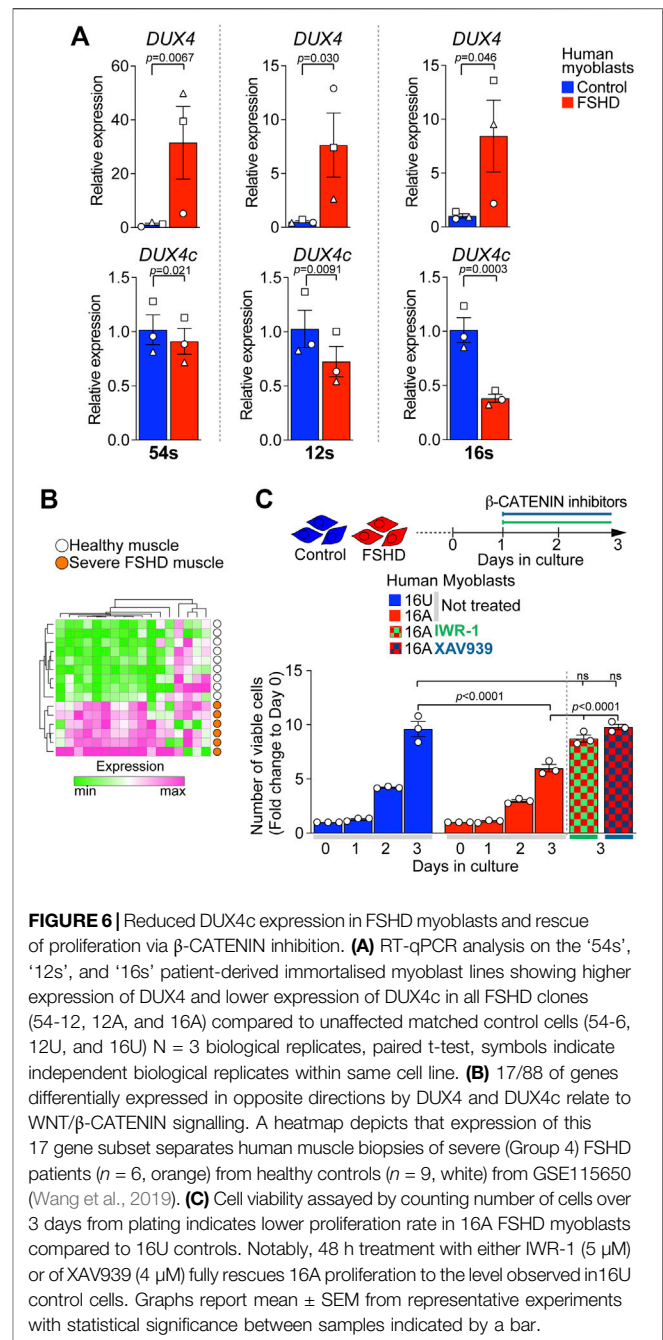 A
DUX4
p=0.0067
60
40
20
0
Relative expression
DUX4
p=0.030
15
10
5
0
Relative expression
DUX4
p=0.046
15
10
5
0
Relative expression
Human
myoblasts
Control
FSHD
DUX4c
p=0.021
1.5
1.0
0.5
0.0
Relative expression
54s
DUX4c
p=0.0091
1.5
1.0
0.5
0.0
Relative expression
12s
DUX4c
p=0.0003
1.5
1.0
0.5
0.0
Relative expression
16s
B
Healthy muscle
Severe FSHD muscle
Expression
min
max
C
β-CATENIN inhibitors
Control
FSHD
0
1
2
3
Days in culture
Human Myoblasts
16U
16A
Not treated
16A IWR-1
16A XAV939
ns
ns
p<0.0001
p<0.0001
15
10
5
0
Number of viable cells
(Fold change to Day 0)
0 1 2 3 0 1 2 3 3
Days in culture
FIGURE 6 | Reduced DUX4c expression in FSHD myoblasts and rescue
of proliferation via β-CATENIN inhibition. (A) RT-qPCR analysis on the ‘54s’,
‘12s’, and ‘16s’ patient-derived immortalised myoblast lines showing higher
expression of DUX4 and lower expression of DUX4c in all FSHD clones
(54-12, 12A, and 16A) compared to unaffected matched control cells (54-6,
12U, and 16U) N = 3 biological replicates, paired t-test, symbols indicate
independent biological replicates within same cell line. (B) 17/88 of genes
differentially expressed in opposite directions by DUX4 and DUX4c relate to
WNT/β-CATENIN signalling. A heatmap depicts that expression of this
17 gene subset separates human muscle biopsies of severe (Group 4) FSHD
patients (n = 6, orange) from healthy controls (n = 9, white) from GSE115650
(Wang et al., 2019). (C) Cell viability assayed by counting number of cells over
3 days from plating indicates lower proliferation rate in 16A FSHD myoblasts
compared to 16U controls. Notably, 48 h treatment with either IWR-1 (5 μM)
or of XAV939 (4 μM) fully rescues 16A proliferation to the level observed in16U
control cells. Graphs report mean ± SEM from representative experiments
with statistical significance between samples indicated by a bar.